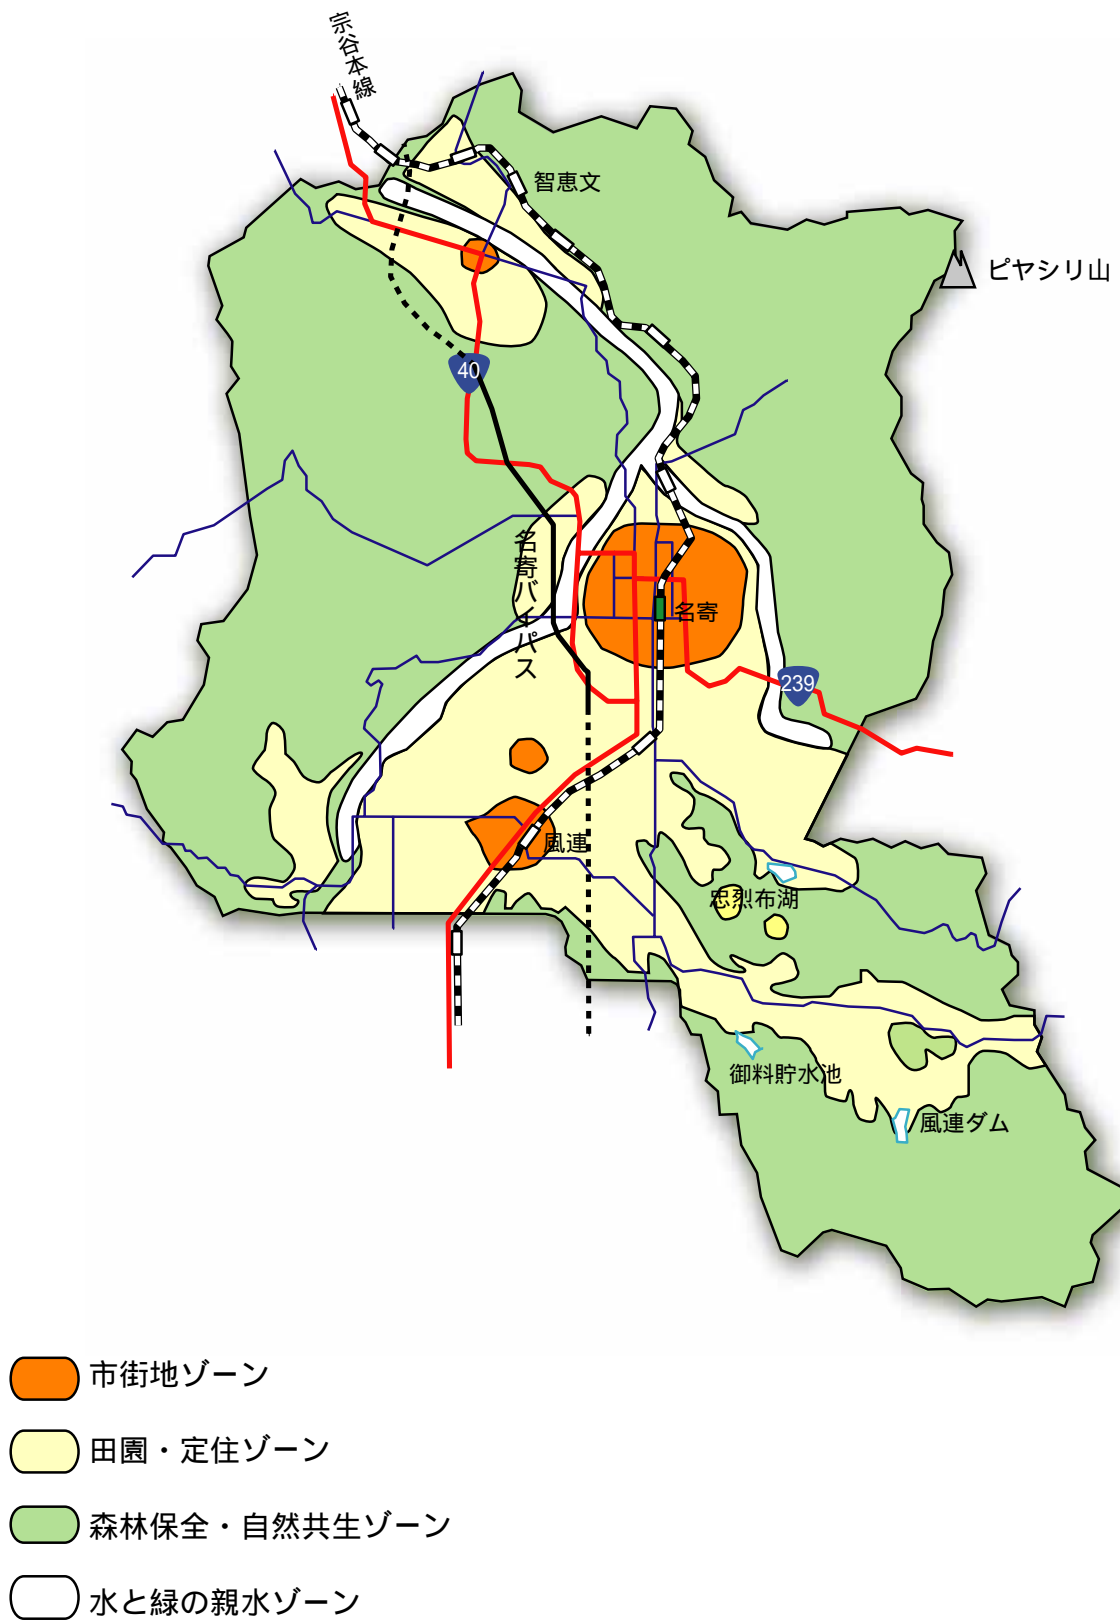 宗谷本線
智恵文
ピヤシリ山
40
名寄バイパス
名寄
239
風連
忠烈布湖
御料貯水池
風連ダム
市街地ゾーン
田園・定住ゾーン
森林保全・自然共生ゾーン
水と緑の親水ゾーン